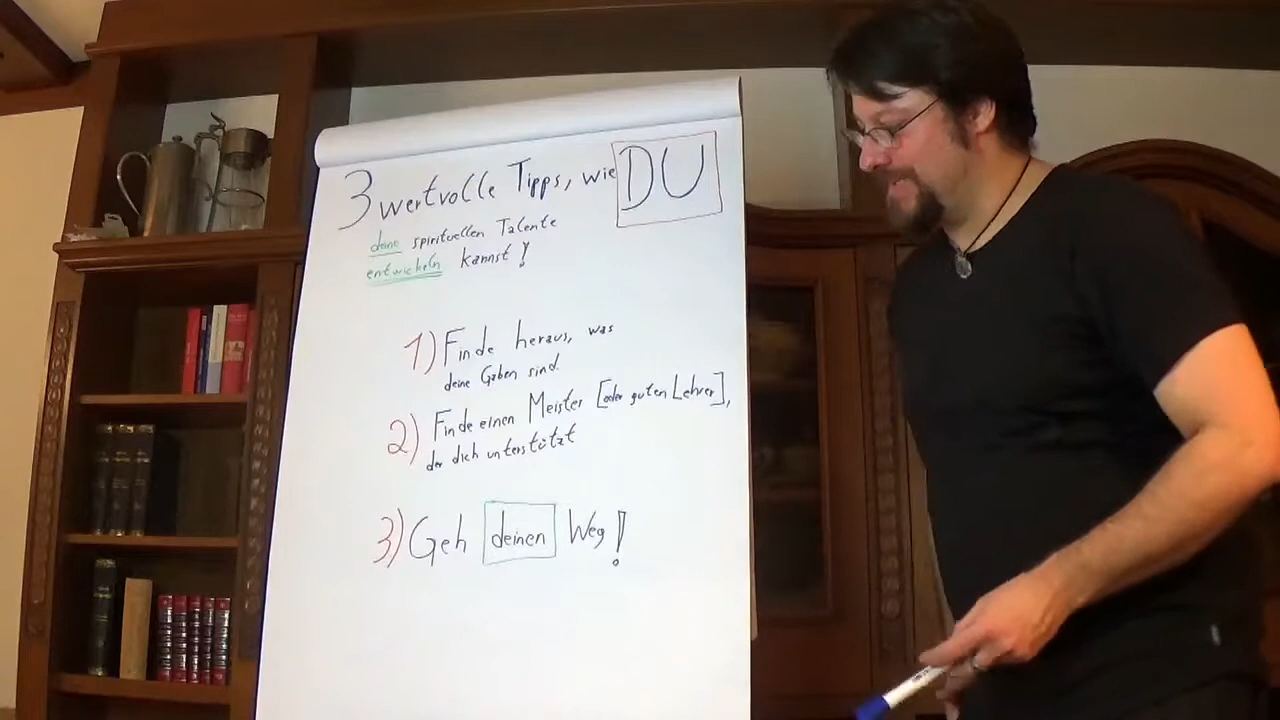 3 wertvolle Tipps, wie DU
deine spirituellen Talente
entwickeln kannst!
1) Finde heraus, was
deine Gaben sind.
2) Finde einen Meister [oder guten Lehrer],
der dich unterstützt
3) Geh deinen Weg!